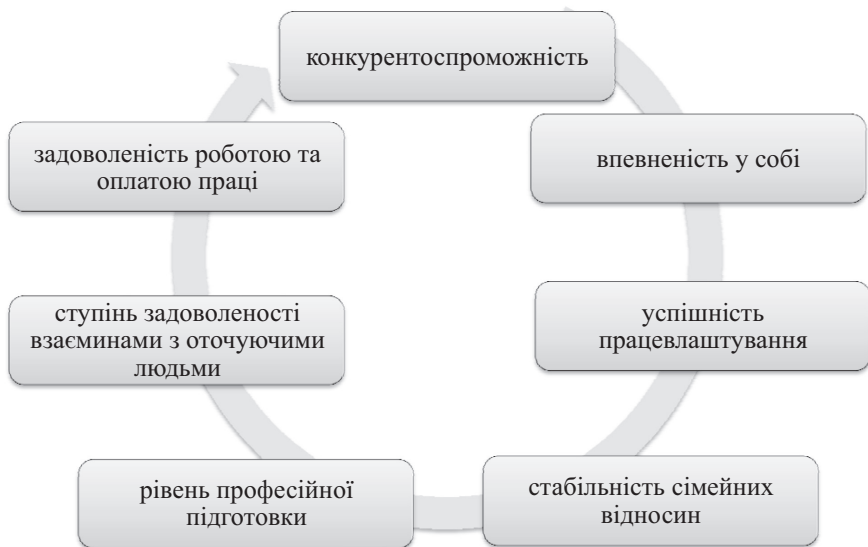 конкурентоспроможність
впевненість у собі
успішність
працевлаштування
стабільність сімейних
відносин
рівень професійної
підготовки
ступінь задоволеності
взаєминами з оточуючими
людьми
задоволеність роботою та
оплатою праці